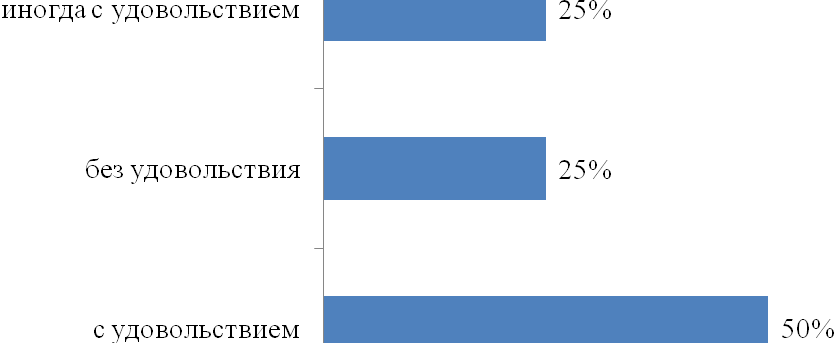 иногда с удовольствием 25%
без удовольствия 25%
с удовольствием 50%